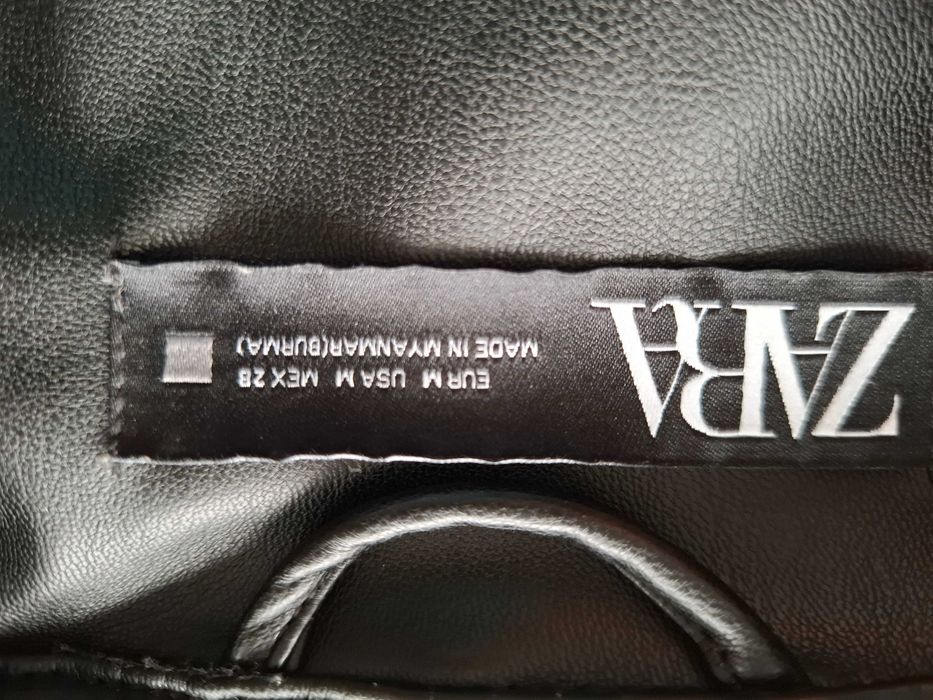 ZARA
EUR M USA M MEX 28
MADE IN MYANMAR(BURMA)